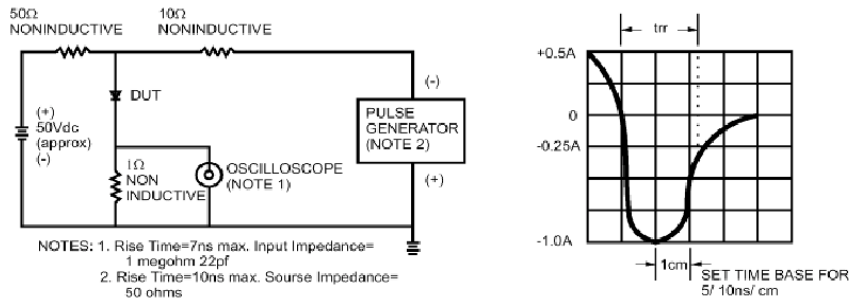 50Ω
NONINDUCTIVE
10Ω
NONINDUCTIVE
(+)
50Vdc
(approx)
(-)
DUT
1Ω
NON
INDUCTIVE
OSCILLOSCOPE
(NOTE 1)
(-)
PULSE
GENERATOR
(NOTE 2)
(+)
NOTES: 1. Rise Time=7ns max. Input Impedance=
1 megohm 22pf
2. Rise Time=10ns max. Sourse Impedance=
50 ohms
trr
+0.5A
0
-0.25A
-1.0A
1cm
SET TIME BASE FOR
5/ 10ns/ cm